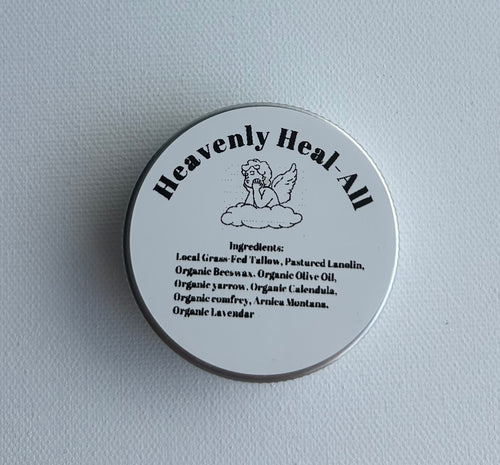 Heavenly Heal-All
Ingredients:
Local Grass-Fed Tallow, Pastured Lanolin,
Organic Beeswax, Organic Olive Oil,
Organic yarrow, Organic Calendula,
Organic comfrey, Arnica Montana,
Organic Lavendar